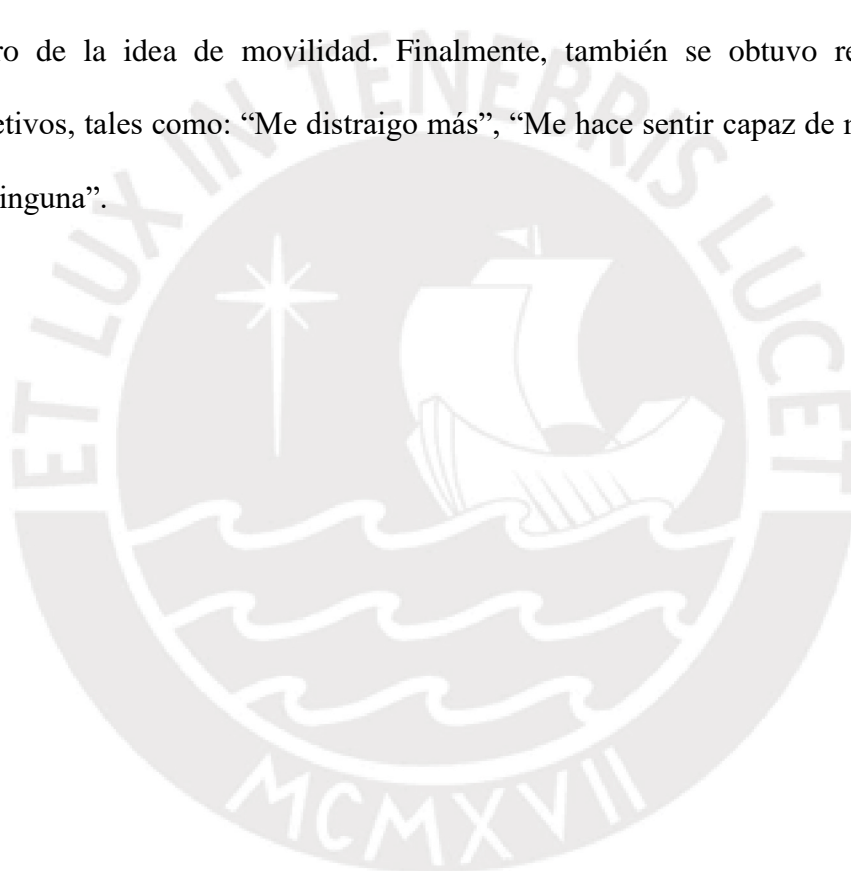 ro de la idea de movilidad. Finalmente, también se obtuvo re
etivos, tales como: “Me distraigo más”, “Me hace sentir capaz de
inguna”.
ET LUX IN TENEBRIS LUCET
MCMXVII